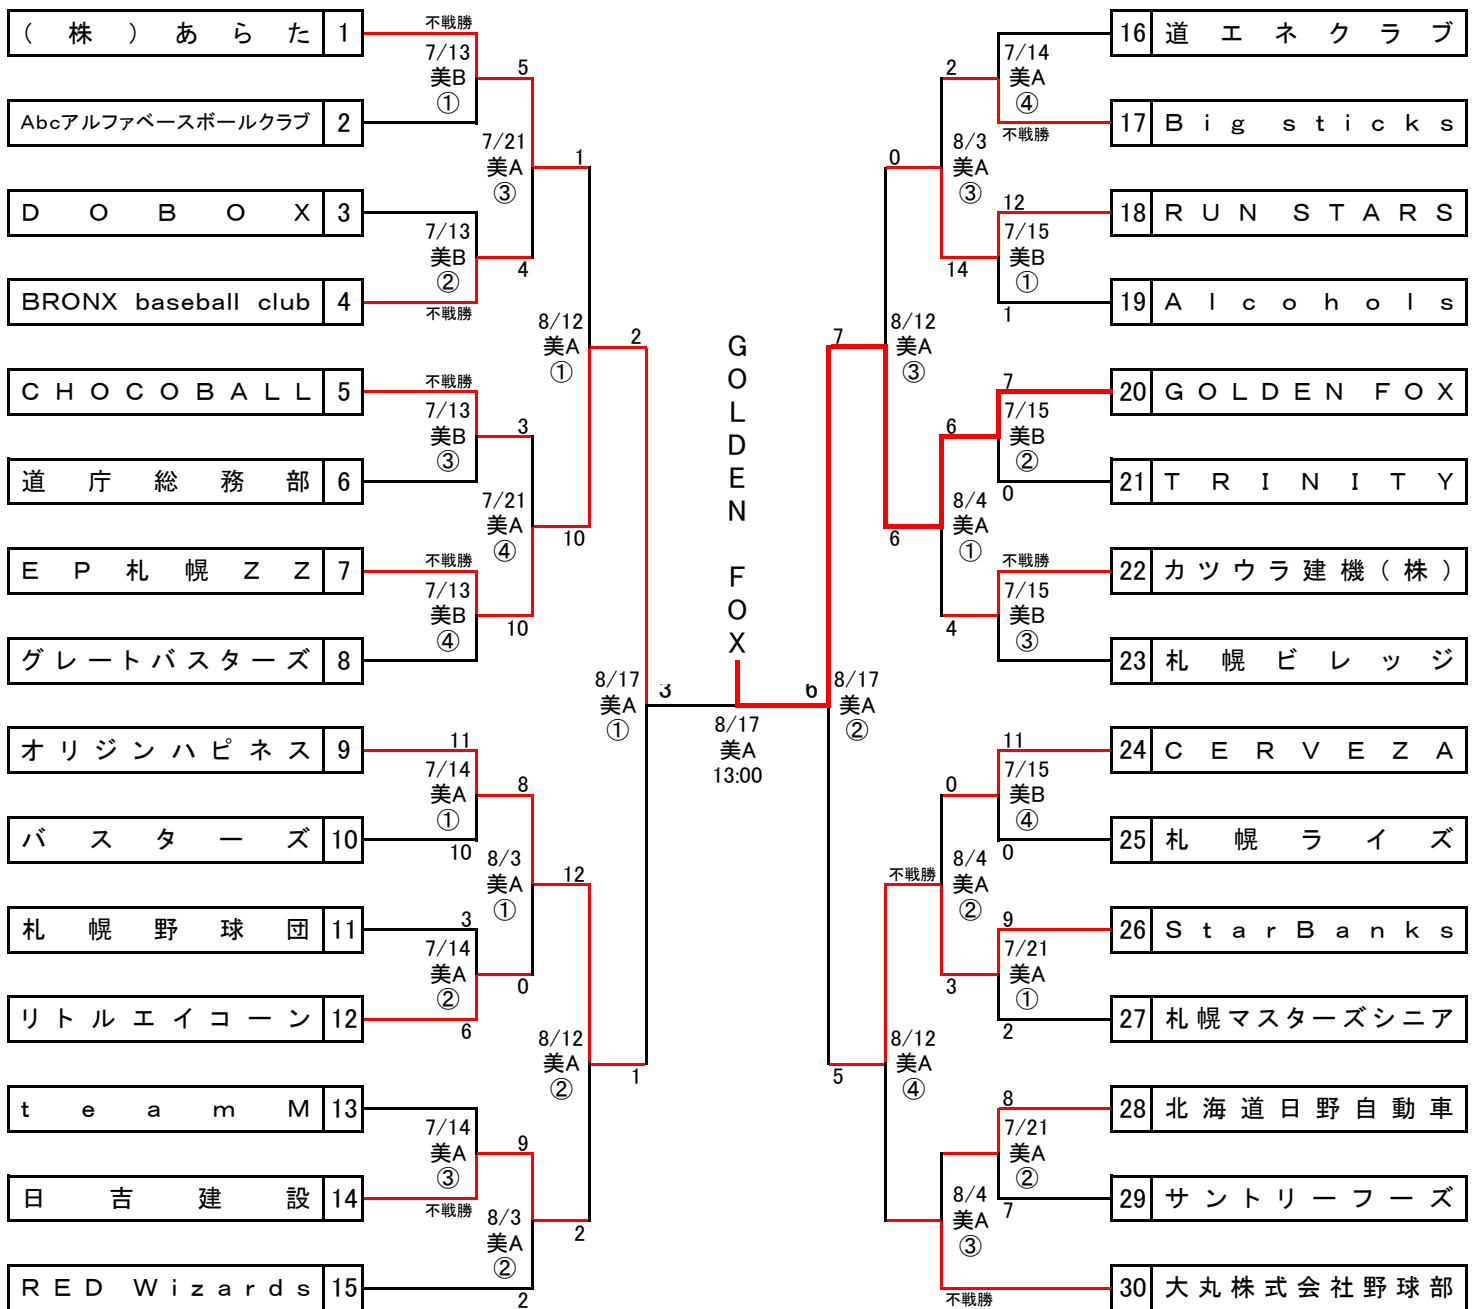 (株)あらた 1
不戦勝
7/13
美B
①
5
Abcアルファベースボールクラブ 2
7/21
美A
③
1
DOBOX 3
7/13
美B
②
4
BRONX baseball club 4
不戦勝
8/12
美A
①
2
CHOCOBALL 5
不戦勝
7/13
美B
③
3
道庁総務部 6
7/21
美A
④
10
EP札幌ZZ 7
不戦勝
7/13
美B
④
10
グレートバスターズ 8
8/17
美A
①
3
オリジンハピネス 9
11
7/14
美A
①
8
バスターズ 10
10
8/3
美A
①
12
札幌野球団 11
3
7/14
美A
②
0
リトルエイコーン 12
6
8/12
美A
②
1
team M 13
7/14
美A
③
9
日吉建設 14
不戦勝
8/3
美A
②
2
RED Wizards 15
2
GOLDEN FOX
8/17
美A
13:00
6
16 道エネクラブ
7/14
美A
④
2
17 Big sticks
不戦勝
8/3
美A
③
0
18 RUN STARS
12
7/15
美B
①
14
19 Alcohols
1
8/12
美A
③
7
20 GOLDEN FOX
7
7/15
美B
②
6
21 TRINITY
0
8/4
美A
①
6
22 カツウラ建機(株)
不戦勝
7/15
美B
③
4
23 札幌ビレッジ
8/17
美A
②
24 CERVEZA
11
7/15
美B
④
0
25 札幌ライズ
0
8/4
美A
②
不戦勝
26 StarBanks
9
7/21
美A
①
3
27 札幌マスターズシニア
2
8/12
美A
④
5
28 北海道日野自動車
8
7/21
美A
②
29 サントリーフーズ
7
8/4
美A
③
30 大丸株式会社野球部
不戦勝